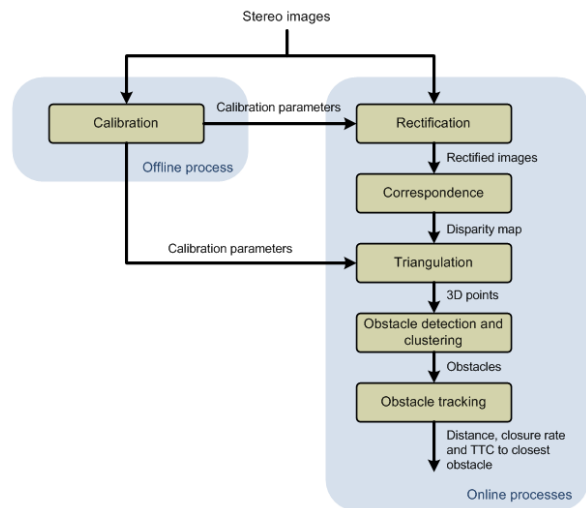 Stereo images
Calibration parameters
Calibration
Rectification
Offline process
Rectified images
Correspondence
Disparity map
Calibration parameters
Triangulation
3D points
Obstacle detection and
clustering
Obstacles
Obstacle tracking
Distance, closure rate
and TTC to closest
obstacle
Online processes